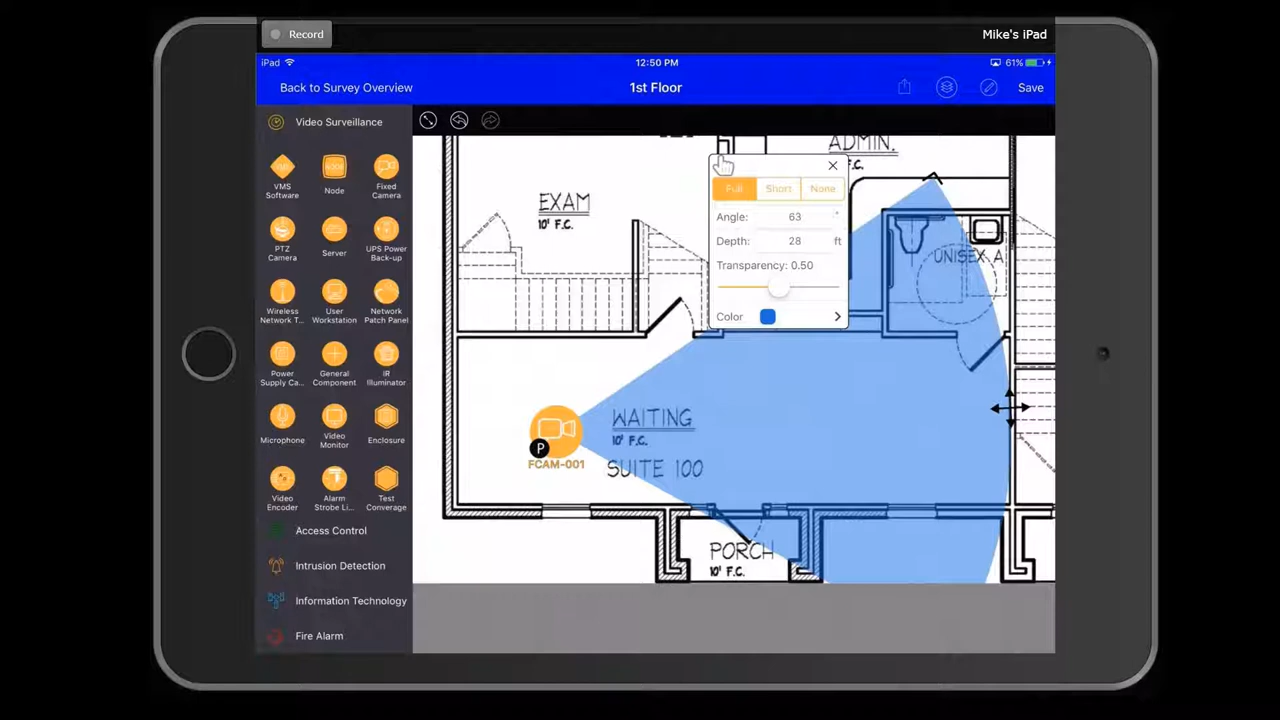 Record
Mike's iPad
iPad
12:50 PM
61%
Back to Survey Overview
1st Floor
Save
Video Surveillance
VMS
VMS
Software
NODE
Node
Fixed
Camera
PTZ
Camera
Server
UPS Power
Back-up
Wireless
Network T...
User
Workstation
Network
Patch Panel
Power
Supply Ca...
General
Component
IR
Illuminator
Microphone
Video
Monitor
Enclosure
Video
Encoder
Alarm
Strobe Li...
Test
Converage
Access Control
Intrusion Detection
Information Technology
Fire Alarm
EXAM
10' F.C.
ADMIN.
F.C.
Full
Short
None
Angle: 63 °
Depth: 28 ft
Transparency: 0.50
Color
UNISEX A
WAITING
10' F.C.
SUITE 100
P
FCAM-001
PORCH
10' F.C.